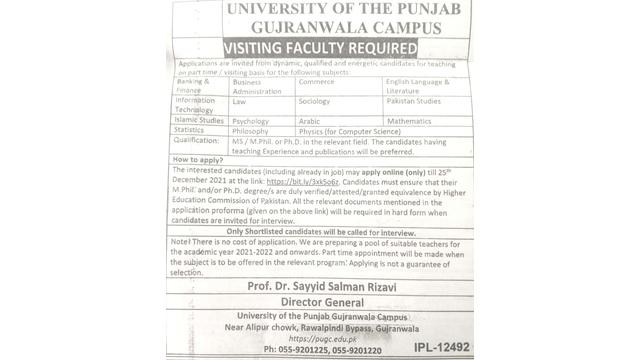 UNIVERSITY OF THE PUNJAB
GUJRANWALA CAMPUS
VISITING FACULTY REQUIRED
Applications are invited from dynamic, qualified and energetic candidates for teaching
on part time / visiting basis for the following subjects:
Banking & Finance Business Administration Commerce English Language & Literature
Information Technology Law Sociology Pakistan Studies
Islamic Studies Psychology Arabic Mathematics
Statistics Philosophy Physics (for Computer Science)
Qualification: MS / M.Phil. or Ph.D. in the relevant field. The candidates having
teaching Experience and publications will be preferred.
How to apply?
The interested candidates (including already in job) may apply online (only) till 25th
December 2021 at the link: https://bit.ly/3xk5o6z. Candidates must ensure that their
M.Phil. and/or Ph.D. degree/s are duly verified/attested/granted equivalence by Higher
Education Commission of Pakistan. All the relevant documents mentioned in the
application proforma (given on the above link) will be required in hard form when
candidates are invited for interview.
Only Shortlisted candidates will be called for interview.
Note: There is no cost of application. We are preparing a pool of suitable teachers for
the academic year 2021-2022 and onwards. Part time appointment will be made when
the subject is to be offered in the relevant program. Applying is not a guarantee of
selection.
Prof. Dr. Sayyid Salman Rizavi
Director General
University of the Punjab Gujranwala Campus
Near Alipur chowk, Rawalpindi Bypass, Gujranwala
https://pugc.edu.pk
Ph: 055-9201225, 055-9201220
IPL-12492